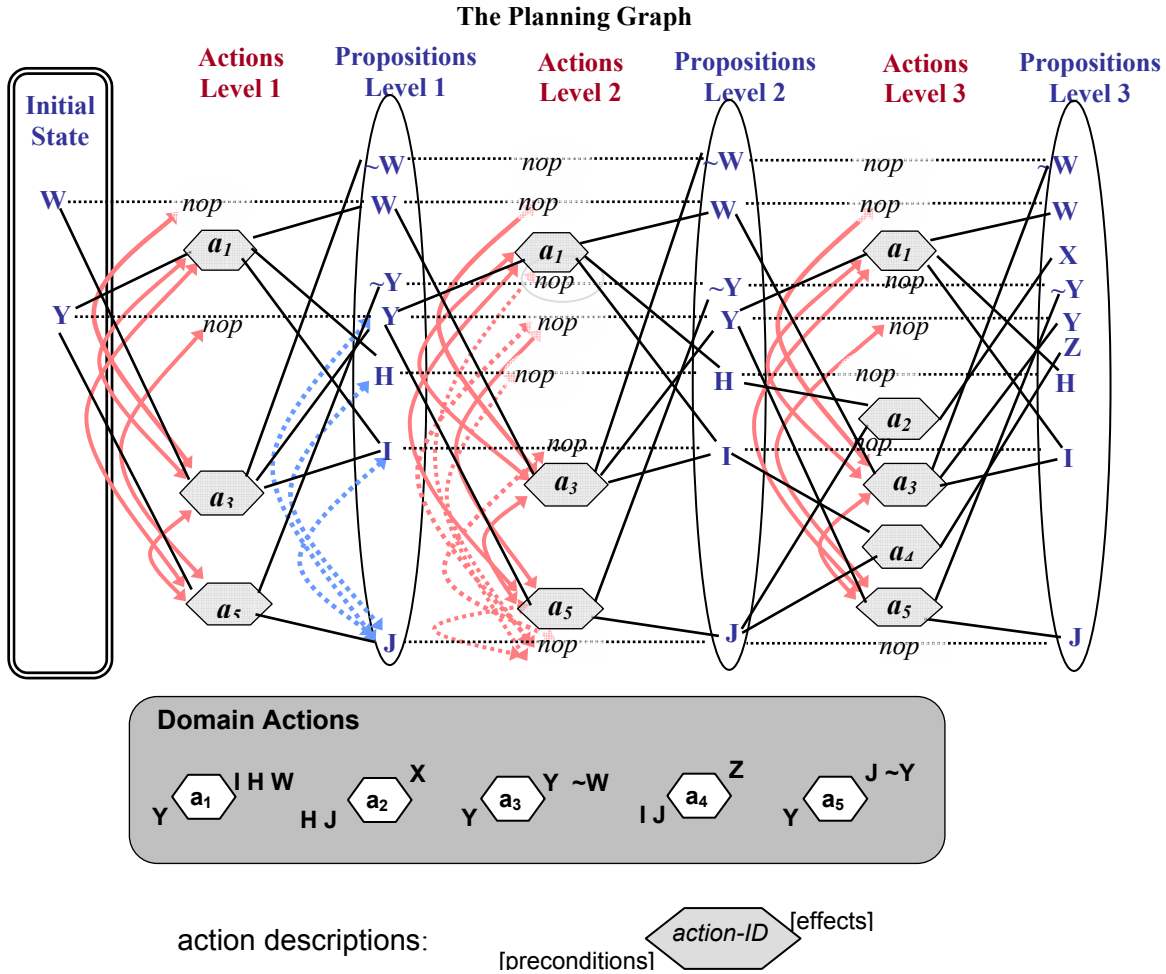 The Planning Graph
Actions Level 1
Propositions Level 1
Actions Level 2
Propositions Level 2
Actions Level 3
Propositions Level 3
Initial State
~W nop ~W nop ~W
W nop W nop W nop W
a1 a1 a1
X
~Y nop ~Y nop ~Y
Y nop Y nop Y nop Y
Z
H nop H nop H
a2
I nop I nop I
a3 a3 a3
a4
a5 a5 a5
J nop J nop J
Domain Actions
Y a1 I H W
H J a2 X
Y a3 Y ~W
I J a4 Z
Y a5 J ~Y
action descriptions:
[preconditions] action-ID [effects]